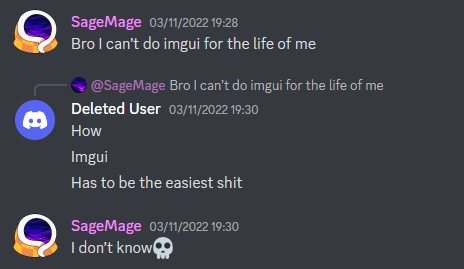 SageMage 03/11/2022 19:28
Bro I can't do imgui for the life of me
@SageMage Bro I can't do imgui for the life of me
Deleted User 03/11/2022 19:30
How
Imgui
Has to be the easiest shit
SageMage 03/11/2022 19:30
I don't know💀